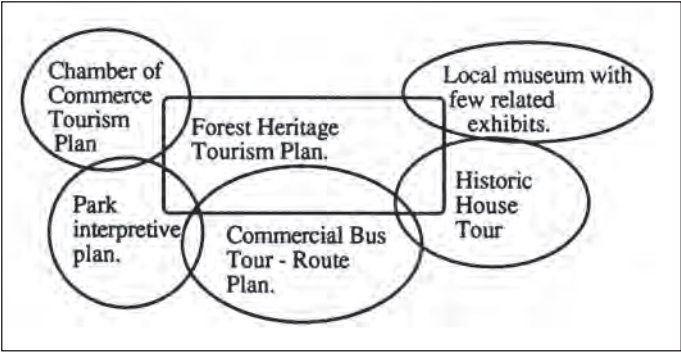 Chamber of
Commerce
Tourism
Plan
Forest Heritage
Tourism Plan.
Local museum with
few related
exhibits.
Park
interpretive
plan.
Commercial Bus
Tour - Route
Plan.
Historic
House
Tour